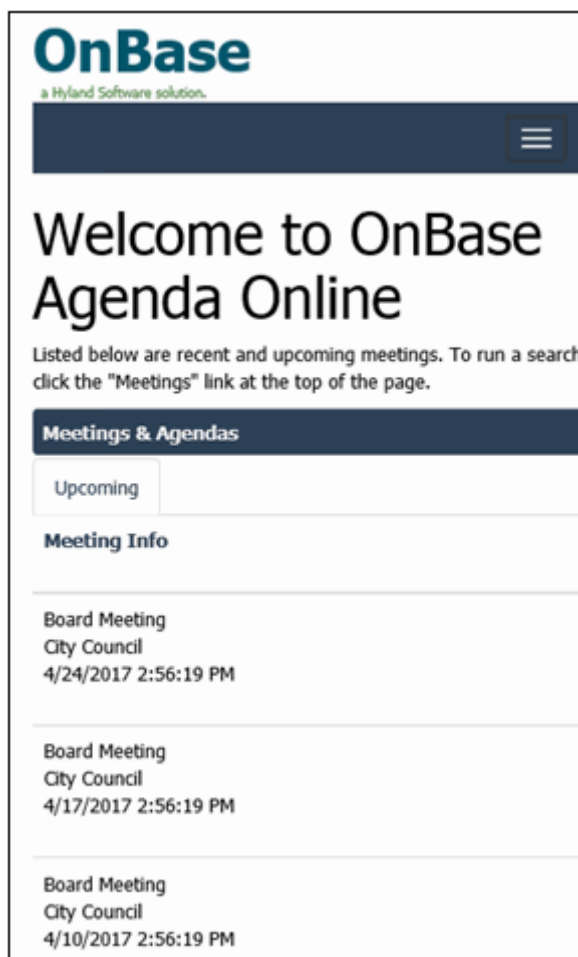 OnBase
a Hyland Software solution.
Welcome to OnBase
Agenda Online
Listed below are recent and upcoming meetings. To run a search
click the "Meetings" link at the top of the page.
Meetings & Agendas
Upcoming
Meeting Info
Board Meeting
City Council
4/24/2017 2:56:19 PM
Board Meeting
City Council
4/17/2017 2:56:19 PM
Board Meeting
City Council
4/10/2017 2:56:19 PM